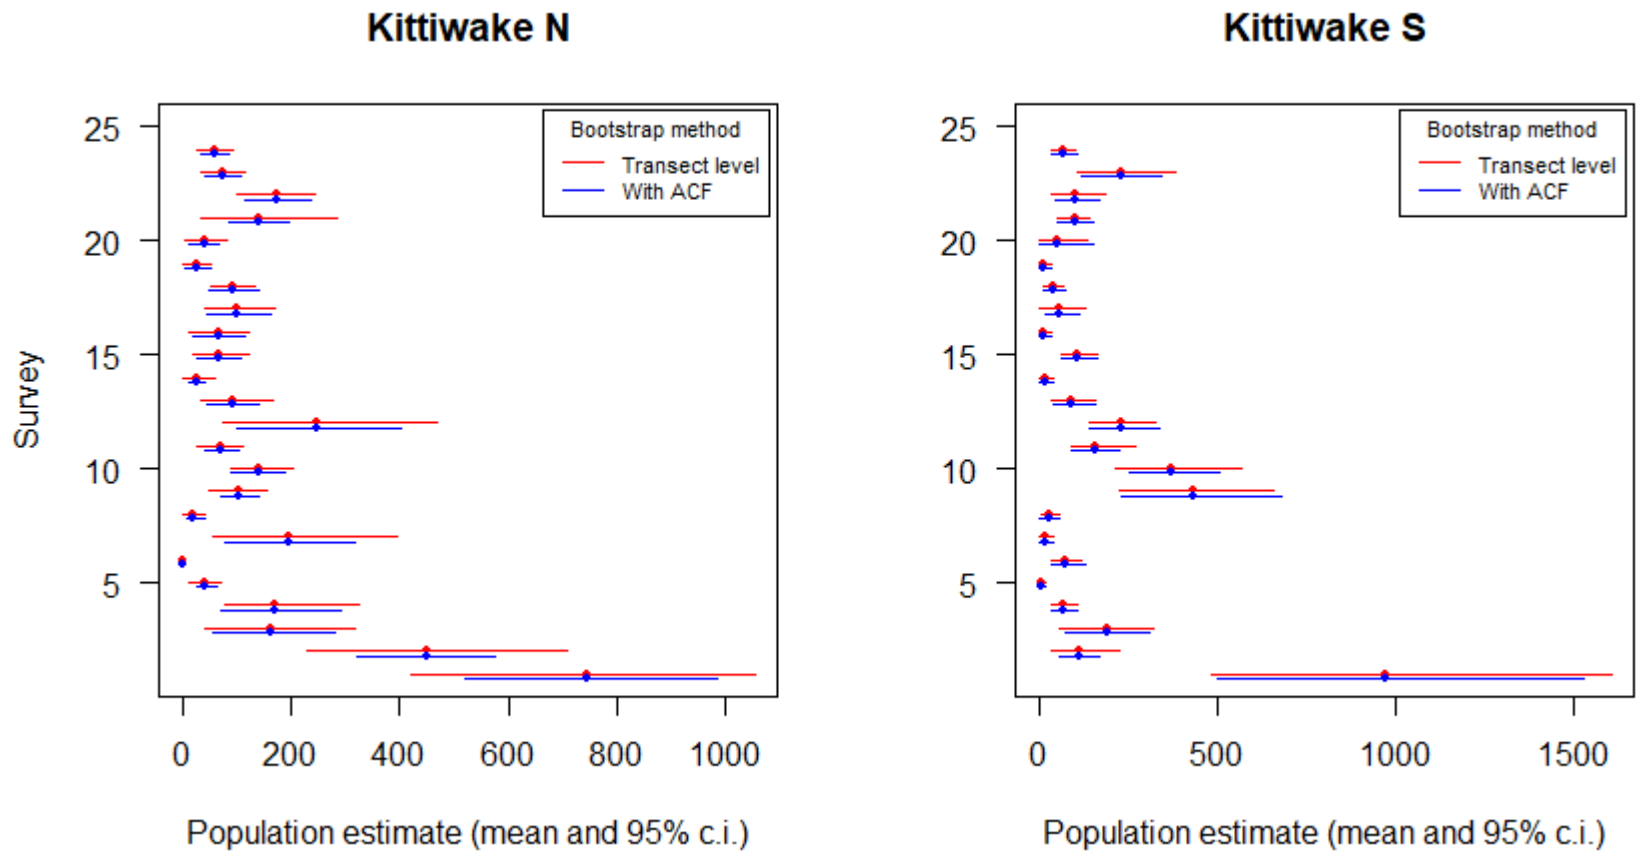 Kittiwake N
Survey
25
20
15
10
5
Bootstrap method
Transect level
With ACF
0 200 400 600 800 1000
Population estimate (mean and 95% c.i.)
Kittiwake S
25
20
15
10
5
Bootstrap method
Transect level
With ACF
0 500 1000 1500
Population estimate (mean and 95% c.i.)